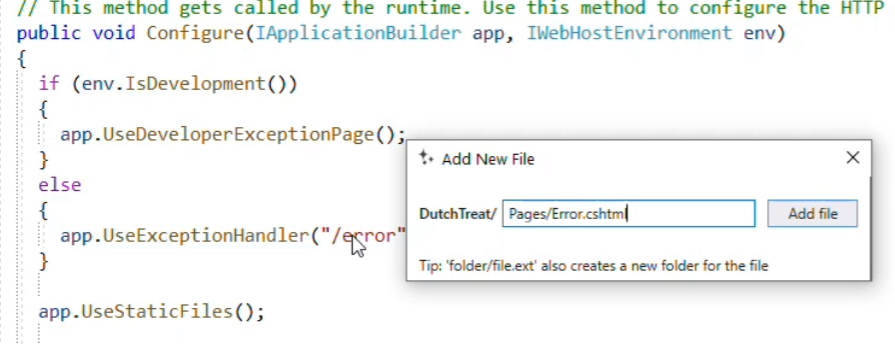 // This method gets called by the runtime. Use this method to configure the HTTP
public void Configure(IApplicationBuilder app, IWebHostEnvironment env)
{
if (env.IsDevelopment())
{
app.UseDeveloperExceptionPage();
}
else
{
app.UseExceptionHandler("/error"
}
app.UseStaticFiles();
Add New File
DutchTreat/ Pages/Error.cshtml Add file
Tip: 'folder/file.ext' also creates a new folder for the file